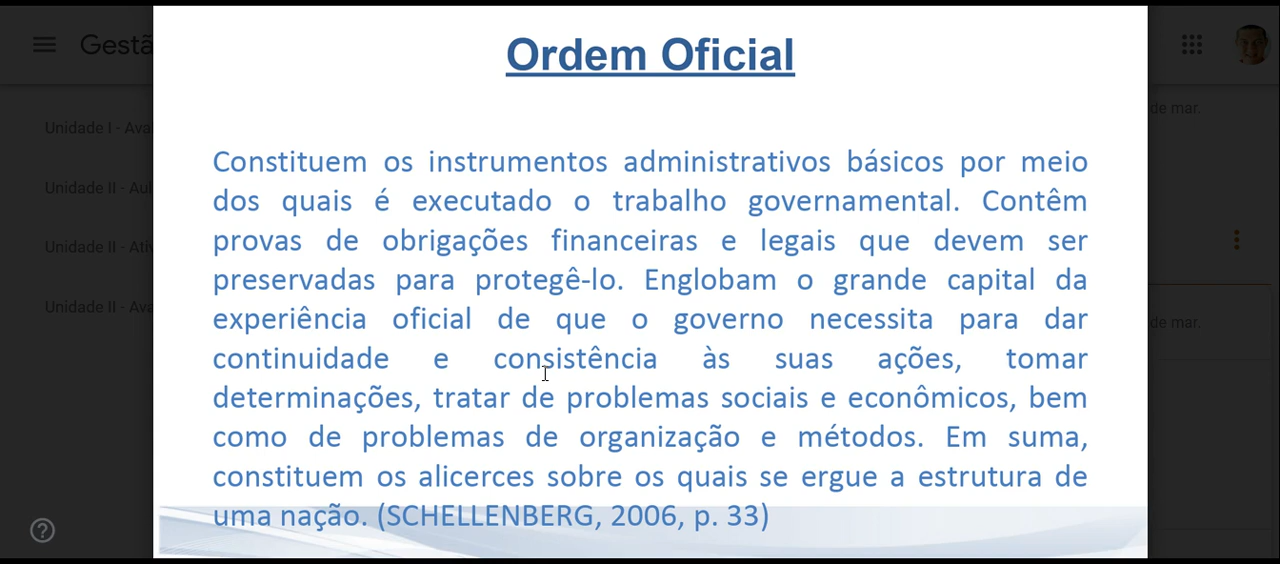 Ordem Oficial
Gestã
de mar.
Unidade I - Ava
Constituem os instrumentos administrativos básicos por meio
Unidade II - Aul
dos quais é executado o trabalho governamental. Contêm
Unidade II - Ativ
provas de obrigações financeiras e legais que devem ser
preservadas para protegê-lo. Englobam o grande capital da
Unidade II - Ava
experiência oficial de que o governo necessita para dar
de mar.
continuidade e consistência às suas ações, tomar
determinações, tratar de problemas sociais e econômicos, bem
como de problemas de organização e métodos. Em suma,
constituem os alicerces sobre os quais se ergue a estrutura de
uma nação. (SCHELLENBERG, 2006, p. 33)